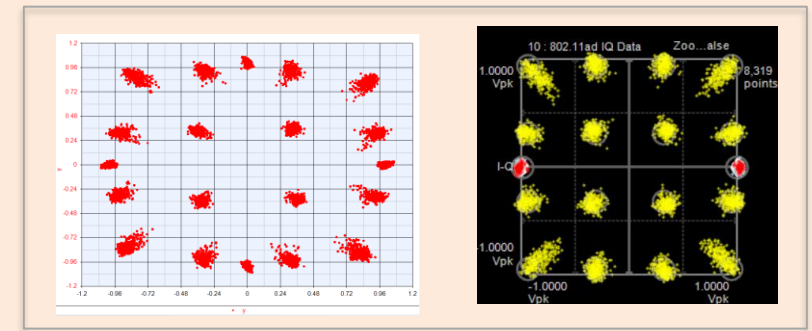 1.2
0.96
0.72
0.48
0.24
0
-0.24
-0.48
-0.72
-0.96
-1.2
y
-1.2 -0.96 -0.72 -0.48 -0.24 0 0.24 0.48 0.72 0.96 1.2
y
10 : 802.11ad IQ Data Zoo...alse
1.0000
Vpk
8,319
points
I-Q
-1.0000
Vpk
-1.0000 1.0000
Vpk Vpk